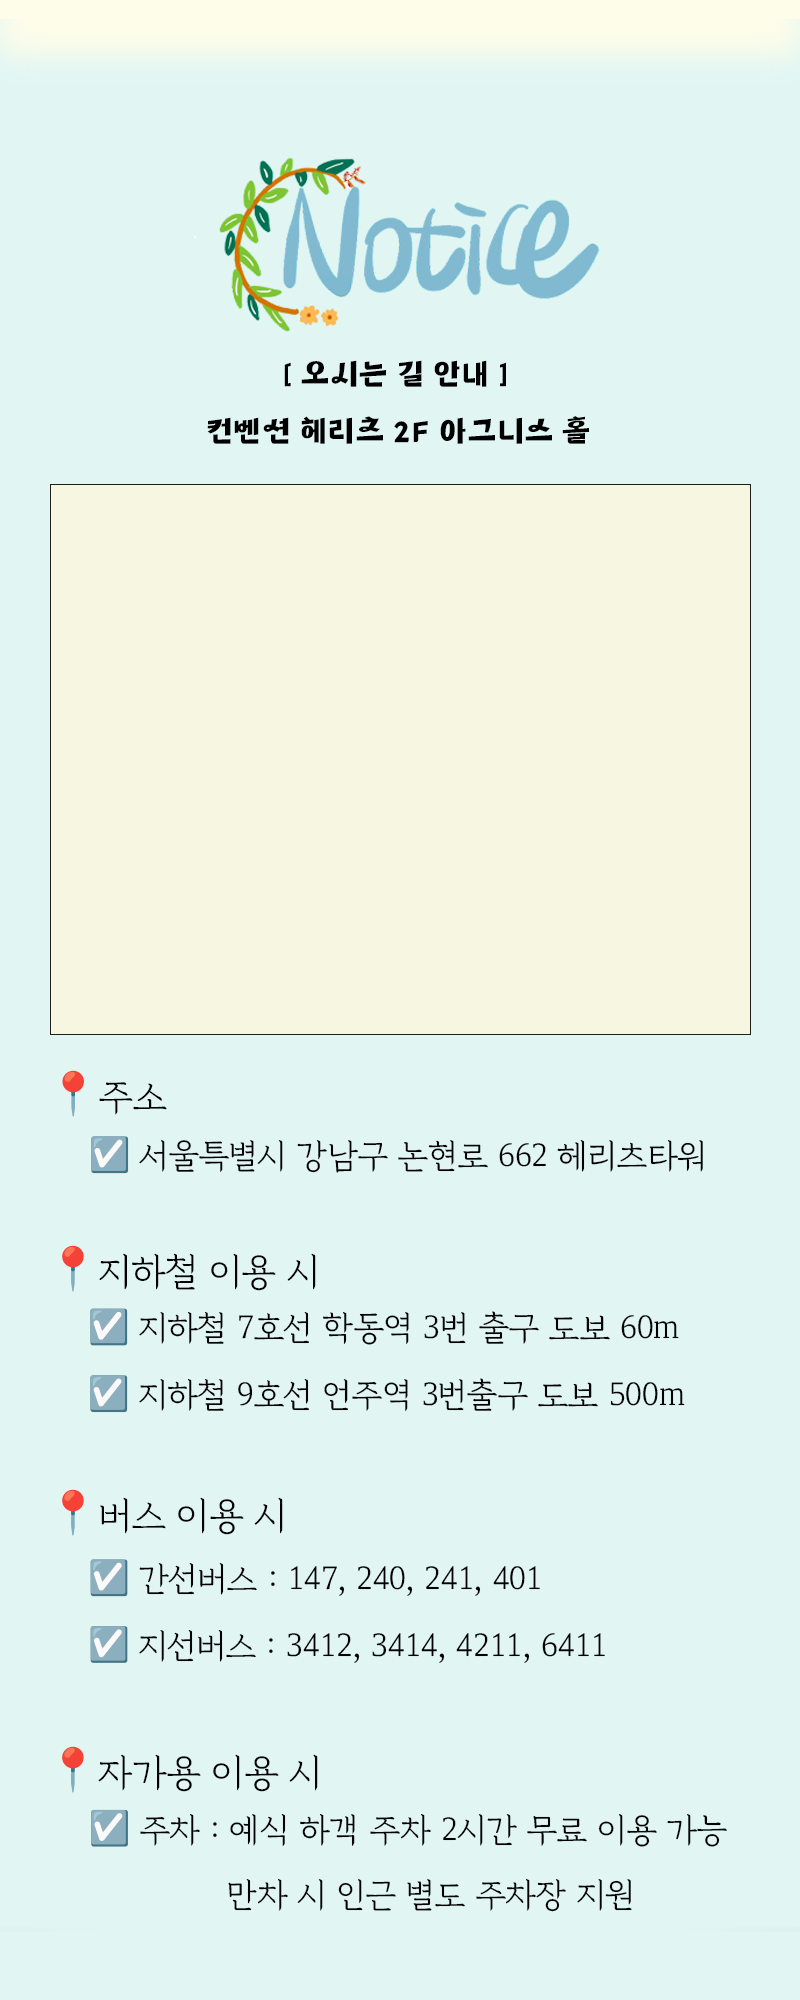 Notice
[ 오시는 길 안내 ]
컨벤션 헤리츠 2F 아그니스 홀
주소
서울특별시 강남구 논현로 662 헤리츠타워
지하철 이용 시
지하철 7호선 학동역 3번 출구 도보 60m
지하철 9호선 언주역 3번출구 도보 500m
버스 이용 시
간선버스 : 147, 240, 241, 401
지선버스 : 3412, 3414, 4211, 6411
자가용 이용 시
주차 : 예식 하객 주차 2시간 무료 이용 가능
만차 시 인근 별도 주차장 지원